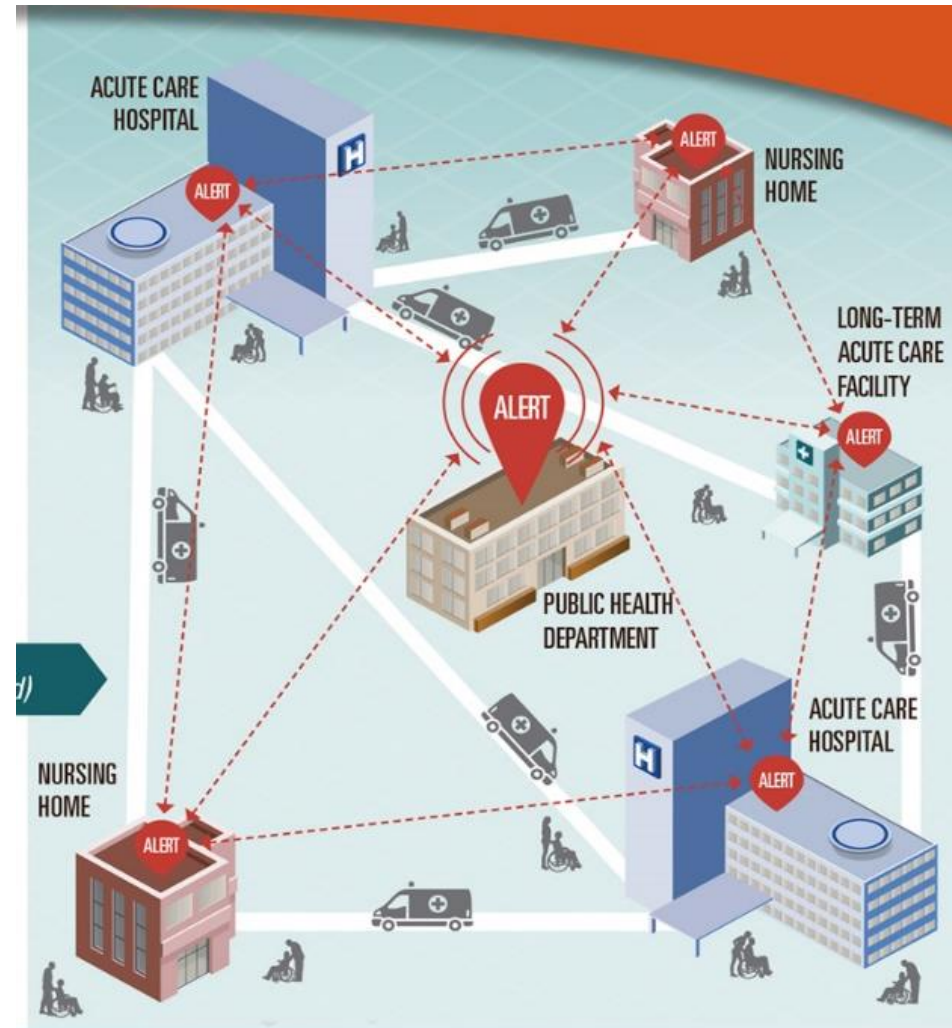 ACUTE CARE
HOSPITAL
H
ALERT
ALERT
NURSING
HOME
LONG-TERM
ACUTE CARE
FACILITY
ALERT
ALERT
PUBLIC HEALTH
DEPARTMENT
d)
ACUTE CARE
HOSPITAL
H
ALERT
NURSING
HOME
ALERT